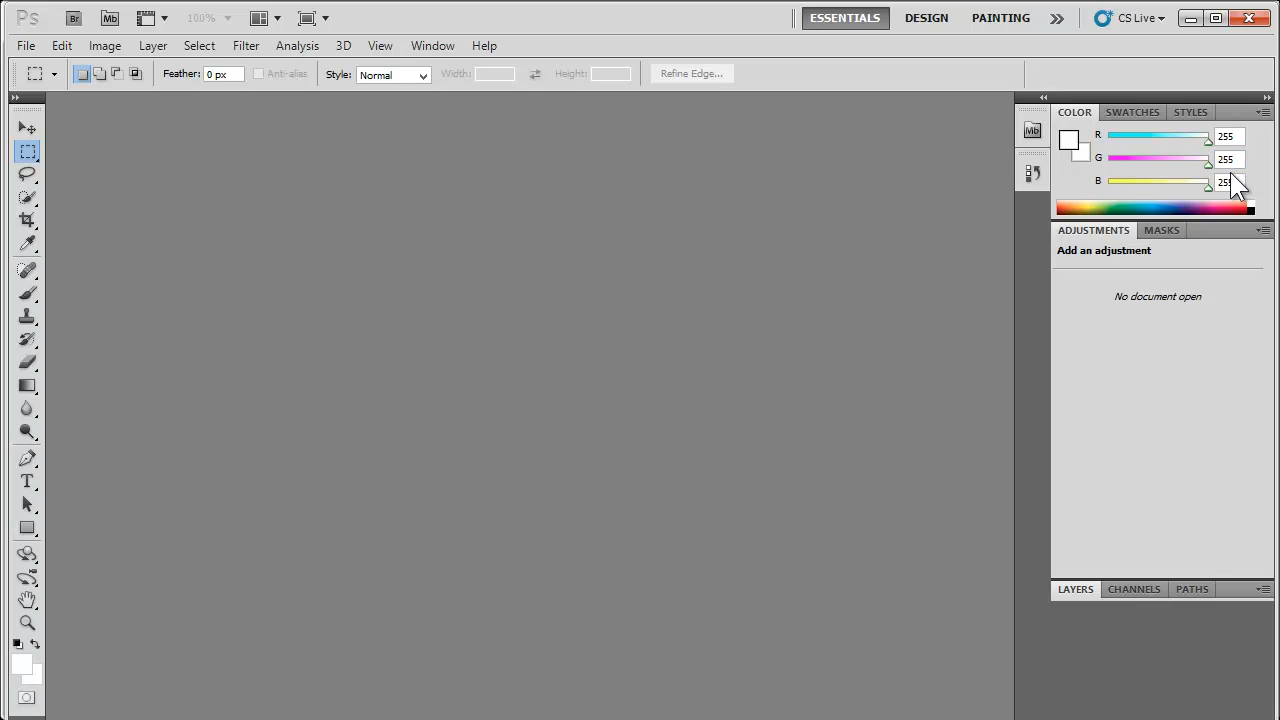 Ps Br Mb 100% ESSENTIALS DESIGN PAINTING CS Live
File Edit Image Layer Select Filter Analysis 3D View Window Help
Feather: 0 px Anti-alias Style: Normal Width: Height: Refine Edge...
COLOR SWATCHES STYLES
Mb
R 255
G 255
B 255
ADJUSTMENTS MASKS
Add an adjustment
No document open
T
LAYERS CHANNELS PATHS